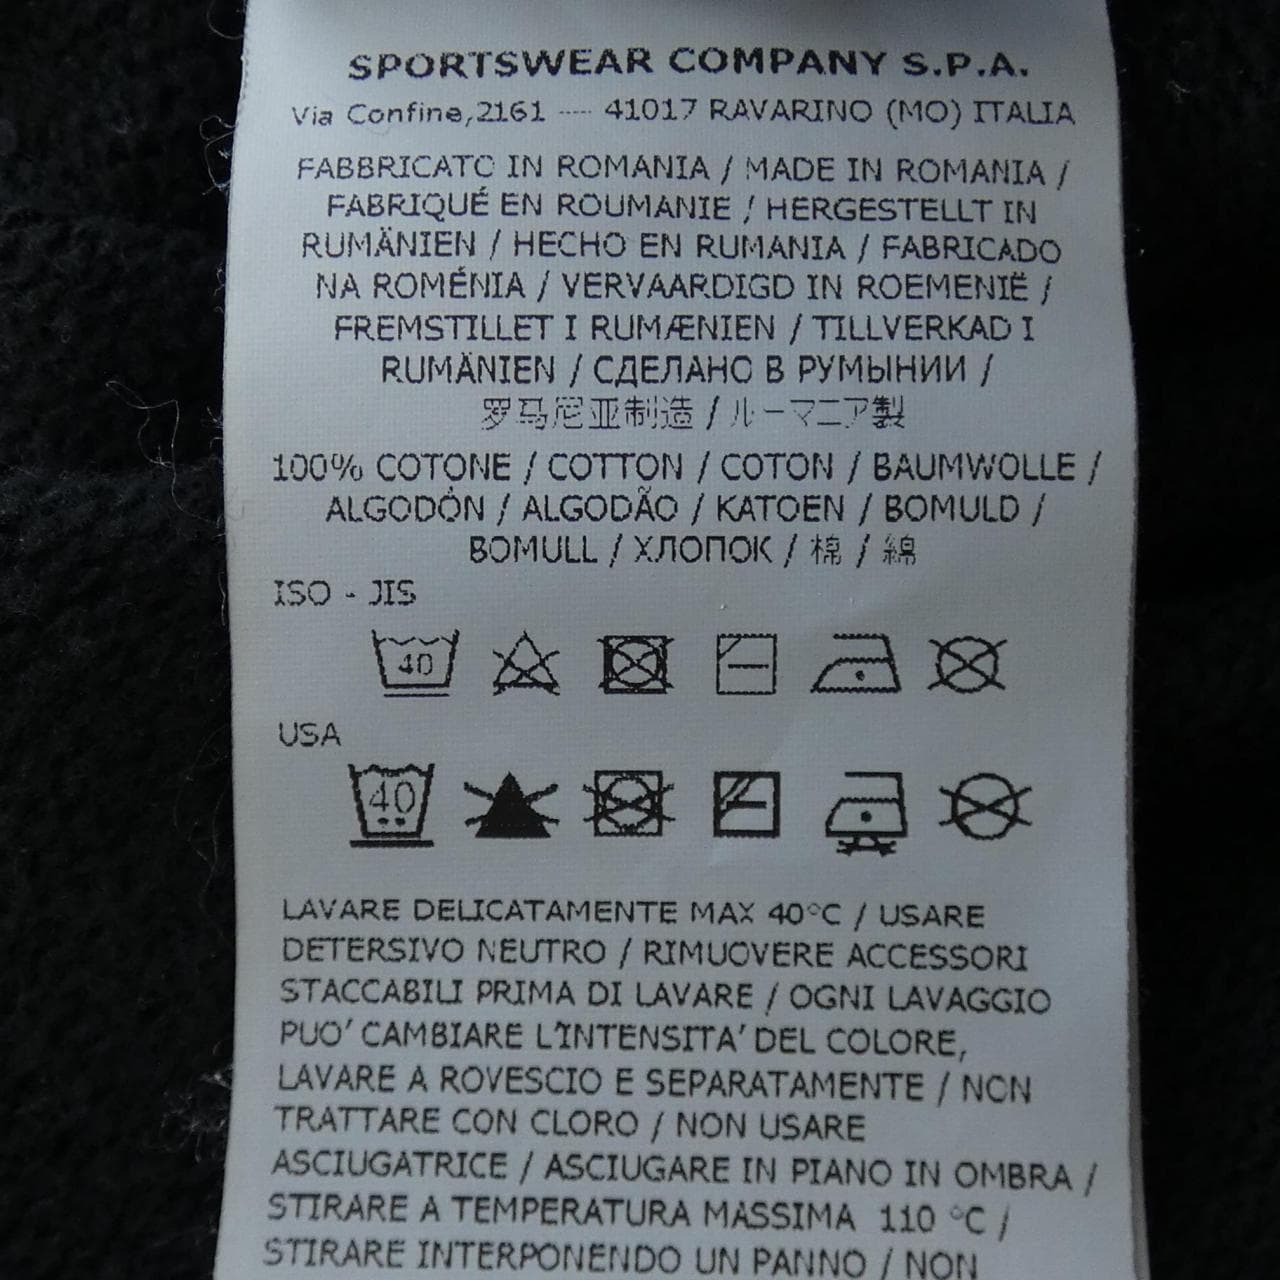 SPORTSWEAR COMPANY S.P.A.
Via Confine,2161 ---- 41017 RAVARINO (MO) ITALIA
FABBRICATO IN ROMANIA / MADE IN ROMANIA /
FABRIQUÉ EN ROUMANIE / HERGESTELLT IN
RUMÄNIEN / HECHO EN RUMANIA / FABRICADO
NA ROMÉNIA / VERVAARDIGD IN ROEMENIË /
FREMSTILLET I RUMÆNIEN / TILLVERKAD I
RUMÄNIEN / СДЕЛАНО В РУМЫНИИ /
罗马尼亚制造 / ルーマニア製
100% COTONE / COTTON / COTON / BAUMWOLLE /
ALGODÓN / ALGODÃO / KATOEN / BOMULD /
BOMULL / ХЛОПОК / 棉 / 綿
ISO - JIS
40
USA
40
LAVARE DELICATAMENTE MAX 40°C / USARE
DETERSIVO NEUTRO / RIMUOVERE ACCESSORI
STACCABILI PRIMA DI LAVARE / OGNI LAVAGGIO
PUO' CAMBIARE L'INTENSITA' DEL COLORE,
LAVARE A ROVESCIO E SEPARATAMENTE / NON
TRATTARE CON CLORO / NON USARE
ASCIUGATRICE / ASCIUGARE IN PIANO IN OMBRA /
STIRARE A TEMPERATURA MASSIMA 110 °C /
STIRARE INTERPONENDO UN PANNO / NON